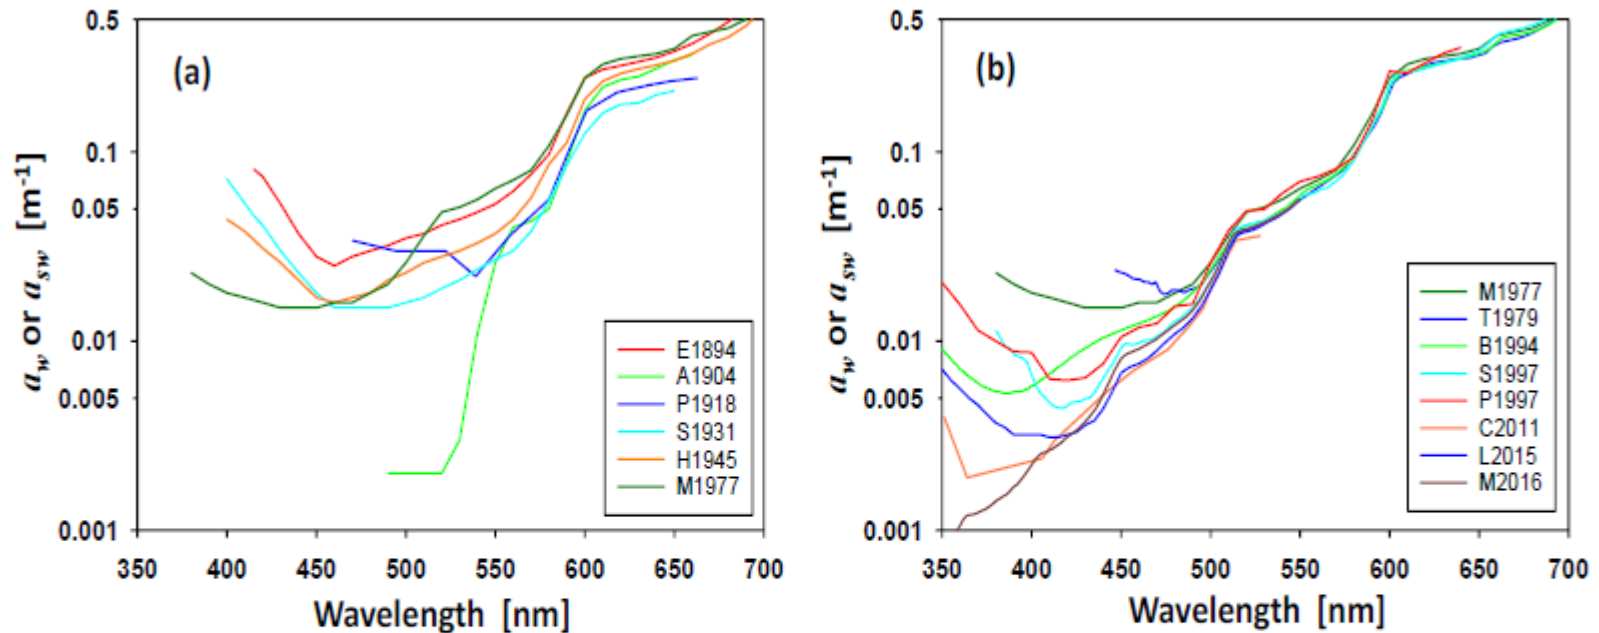 (a)
0.5
0.1
0.05
0.01
0.005
0.001
a_w or a_sw [m⁻¹]
350 400 450 500 550 600 650 700
Wavelength [nm]
E1894
A1904
P1918
S1931
H1945
M1977
(b)
0.5
0.1
0.05
0.01
0.005
0.001
a_w or a_sw [m⁻¹]
350 400 450 500 550 600 650 700
Wavelength [nm]
M1977
T1979
B1994
S1997
P1997
C2011
L2015
M2016